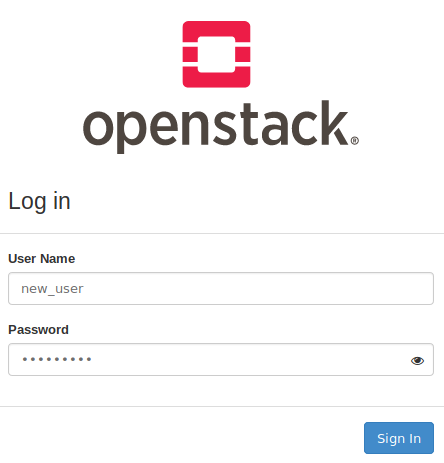 openstack®
Log in
User Name
new_user
Password
•••••••••
Sign In